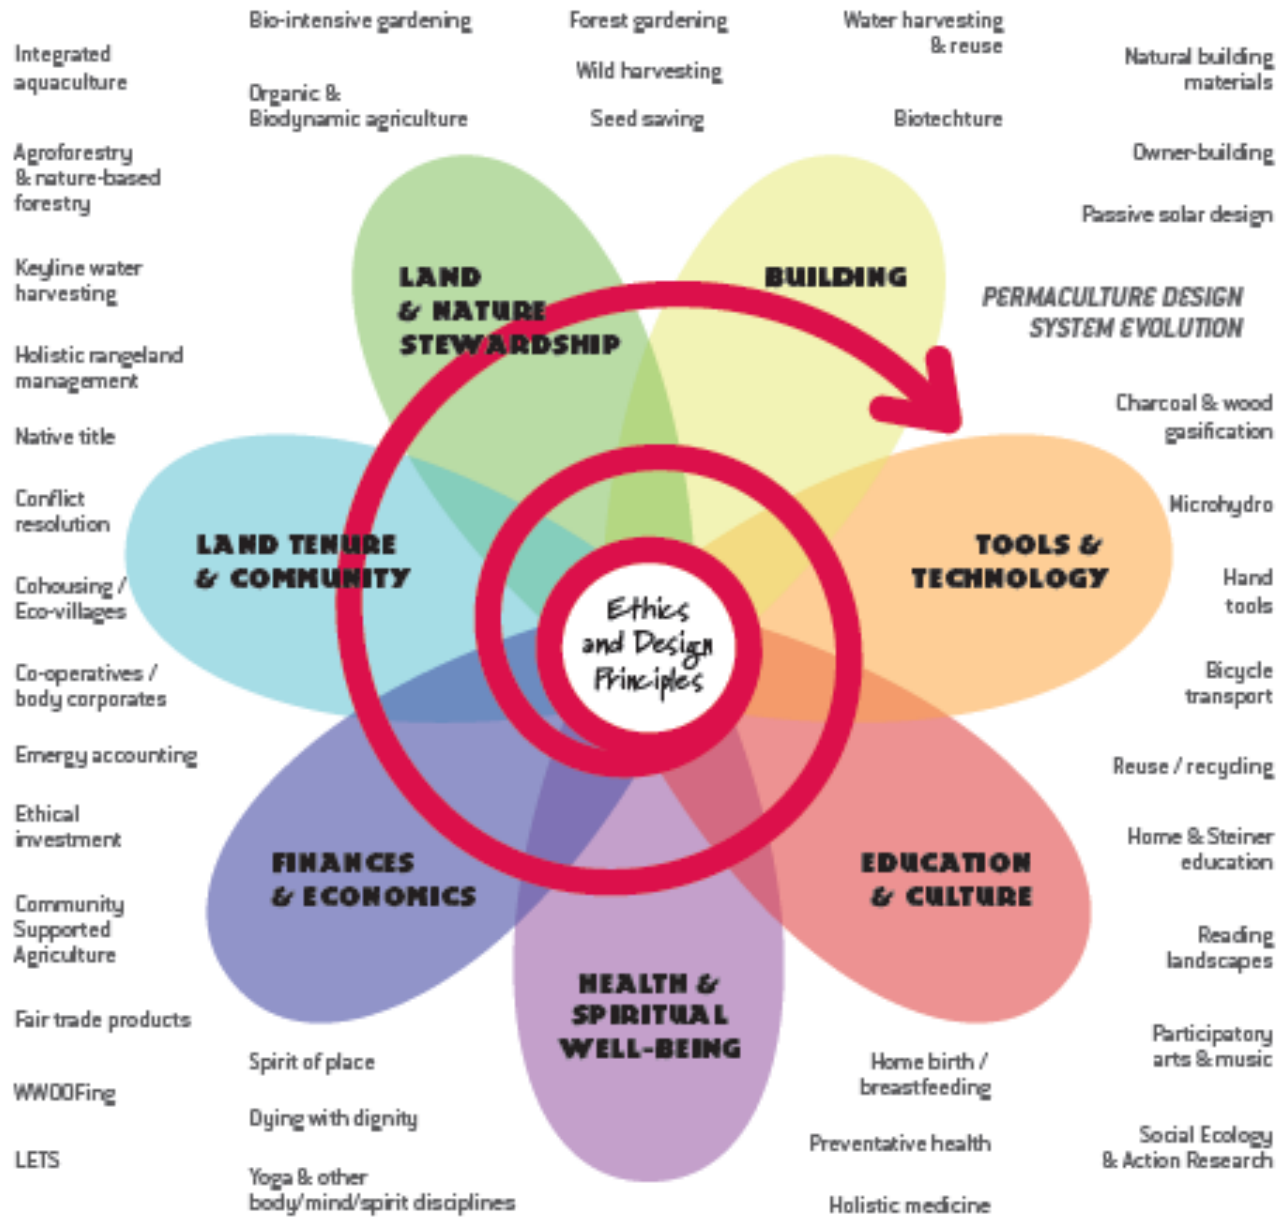 Bio-intensive gardening
Forest gardening
Water harvesting
& reuse
Integrated
aquaculture
Natural building
materials
Wild harvesting
Organic &
Biodynamic agriculture
Seed saving
Biotechture
Agroforestry
& nature-based
forestry
Owner-building
Passive solar design
Keyline water
harvesting
LAND
& NATURE
STEWARDSHIP
BUILDING
PERMACULTURE DESIGN
SYSTEM EVOLUTION
Holistic rangeland
management
Charcoal & wood
gasification
Native title
Conflict
resolution
Microhydro
LAND TENURE
& COMMUNITY
TOOLS &
TECHNOLOGY
Cohousing /
Eco-villages
Ethics
and Design
Principles
Hand
tools
Co-operatives /
body corporates
Bicycle
transport
Emergy accounting
Reuse / recycling
Ethical
investment
Home & Steiner
education
FINANCES
& ECONOMICS
EDUCATION
& CULTURE
Community
Supported
Agriculture
Reading
landscapes
HEALTH &
SPIRITUAL
WELL-BEING
Fair trade products
Participatory
arts & music
Spirit of place
Home birth /
breastfeeding
WWOOFing
Dying with dignity
Preventative health
Social Ecology
& Action Research
LETS
Yoga & other
body/mind/spirit disciplines
Holistic medicine